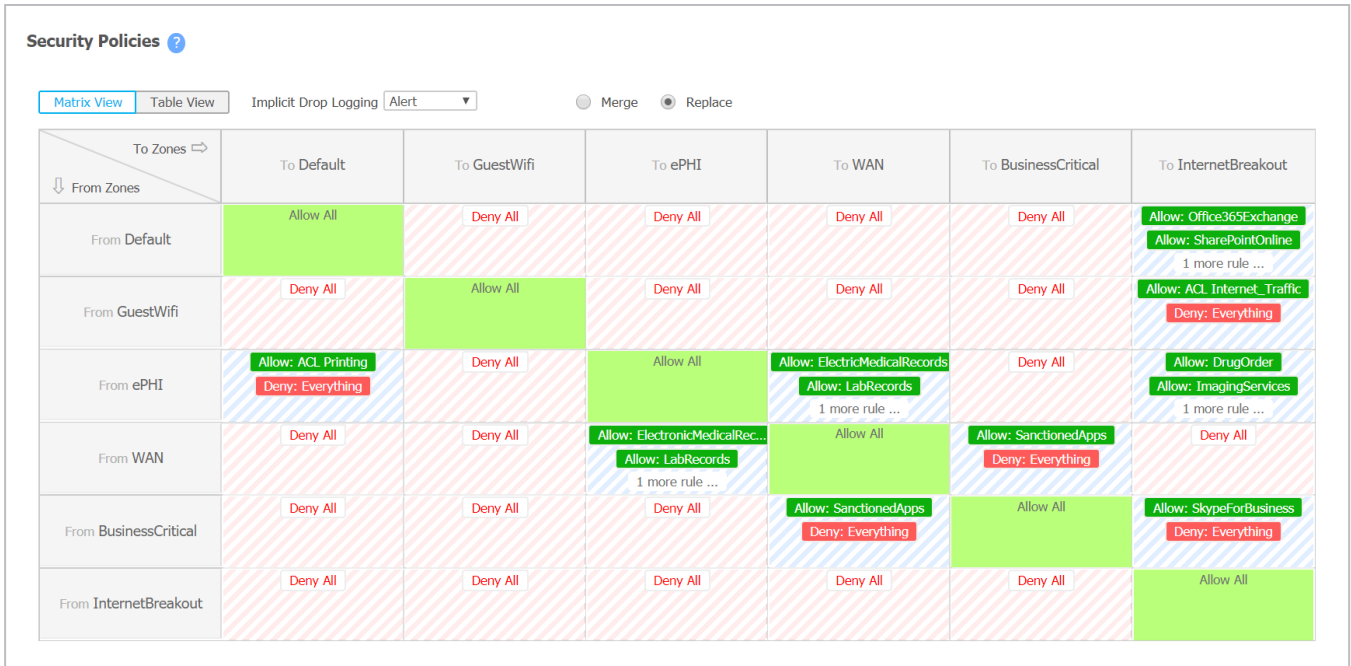 Security Policies ?
Matrix View Table View Implicit Drop Logging Alert Merge Replace
To Zones
From Zones
To Default To GuestWifi To ePHI To WAN To BusinessCritical To InternetBreakout
From Default
Allow All
Deny All
Deny All
Deny All
Deny All
Allow: Office365Exchange
Allow: SharePointOnline
1 more rule ...
From GuestWifi
Deny All
Allow All
Deny All
Deny All
Deny All
Allow: ACL Internet_Traffic
Deny: Everything
From ePHI
Allow: ACL Printing
Deny: Everything
Deny All
Allow All
Allow: ElectricMedicalRecords
Allow: LabRecords
1 more rule ...
Deny All
Allow: DrugOrder
Allow: ImagingServices
1 more rule ...
From WAN
Deny All
Deny All
Allow: ElectronicMedicalRec...
Allow: LabRecords
1 more rule ...
Allow All
Allow: SanctionedApps
Deny: Everything
Deny All
From BusinessCritical
Deny All
Deny All
Deny All
Allow: SanctionedApps
Deny: Everything
Allow All
Allow: SkypeForBusiness
Deny: Everything
From InternetBreakout
Deny All
Deny All
Deny All
Deny All
Deny All
Allow All